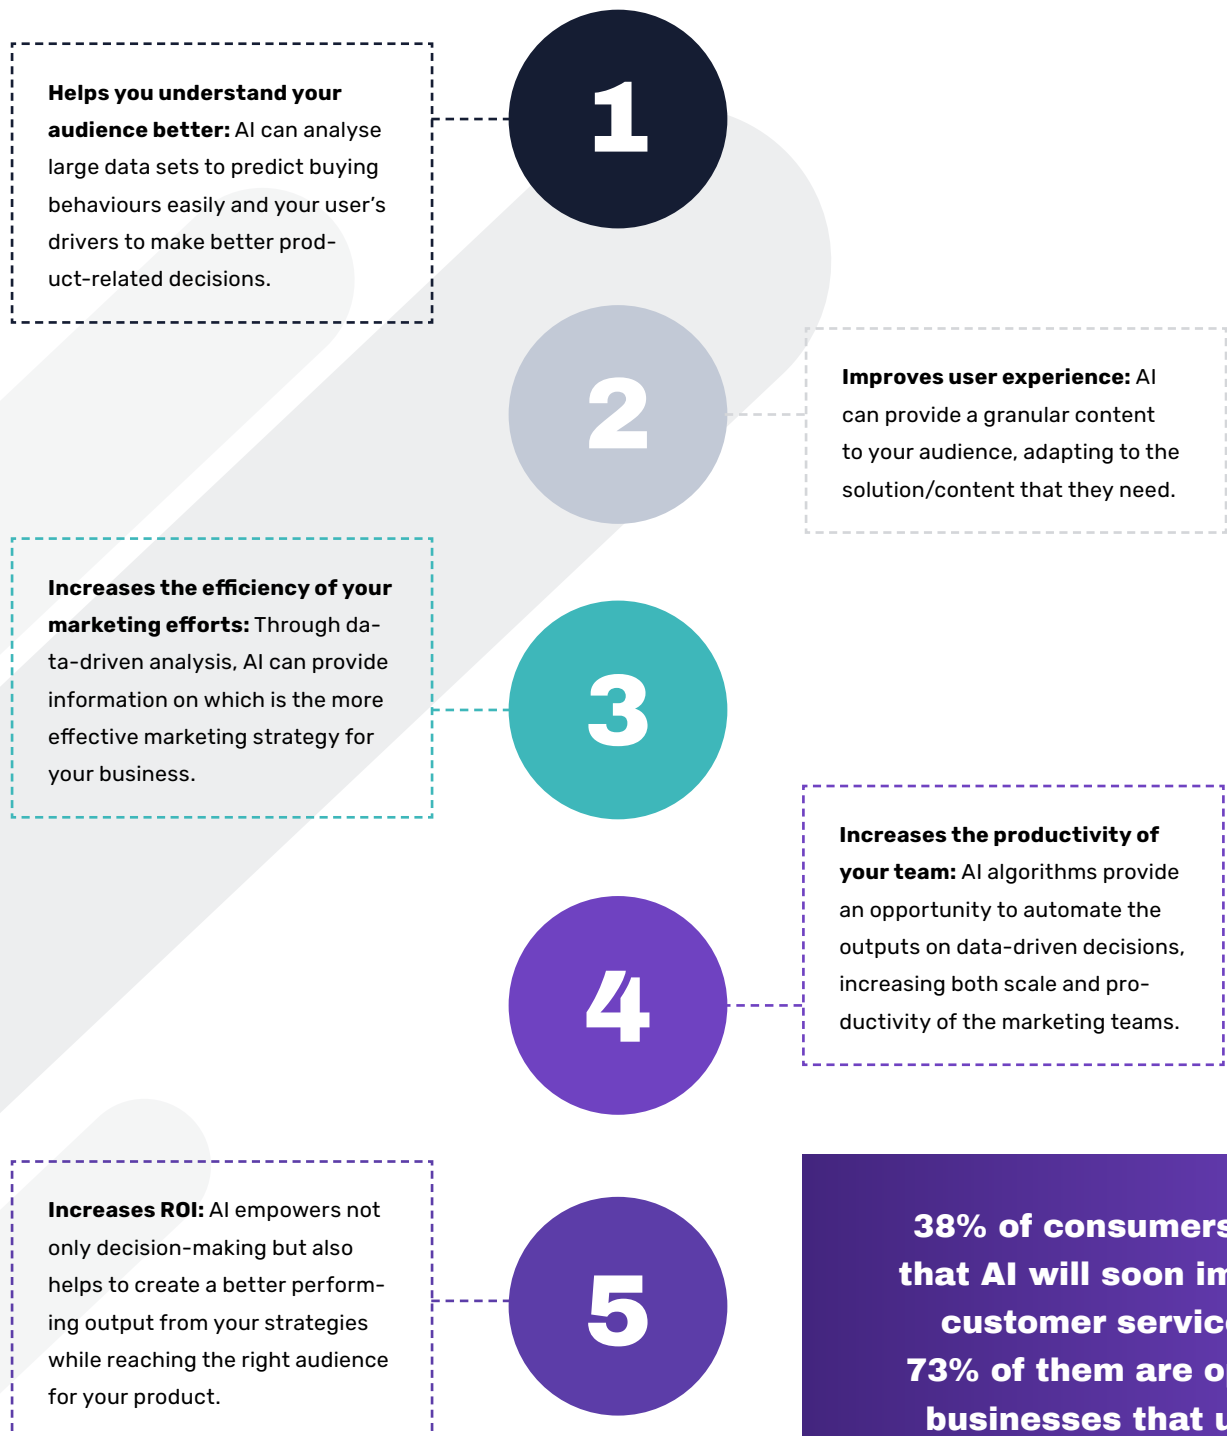 1
Helps you understand your
audience better: AI can analyse
large data sets to predict buying
behaviours easily and your user’s
drivers to make better prod-
uct-related decisions.
2
Improves user experience: AI
can provide a granular content
to your audience, adapting to the
solution/content that they need.
3
Increases the efficiency of your
marketing efforts: Through da-
ta-driven analysis, AI can provide
information on which is the more
effective marketing strategy for
your business.
4
Increases the productivity of
your team: AI algorithms provide
an opportunity to automate the
outputs on data-driven decisions,
increasing both scale and pro-
ductivity of the marketing teams.
5
Increases ROI: AI empowers not
only decision-making but also
helps to create a better perform-
ing output from your strategies
while reaching the right audience
for your product.
38% of consumers
that AI will soon
customer
73% of them are
businesses that